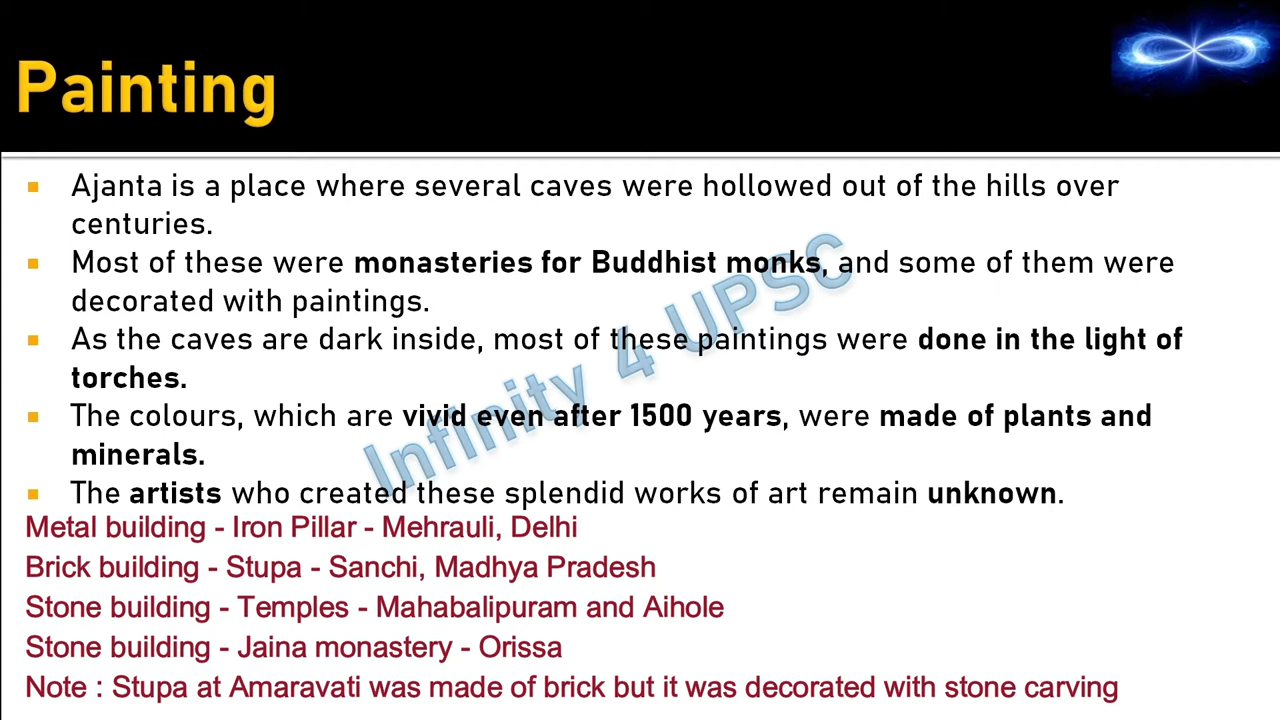 Painting
Ajanta is a place where several caves were hollowed out of the hills over
centuries.
Most of these were monasteries for Buddhist monks, and some of them were
decorated with paintings.
As the caves are dark inside, most of these paintings were done in the light of
torches.
The colours, which are vivid even after 1500 years, were made of plants and
minerals.
The artists who created these splendid works of art remain unknown.
Infinity 4 UPSC
Metal building - Iron Pillar - Mehrauli, Delhi
Brick building - Stupa - Sanchi, Madhya Pradesh
Stone building - Temples - Mahabalipuram and Aihole
Stone building - Jaina monastery - Orissa
Note : Stupa at Amaravati was made of brick but it was decorated with stone carving